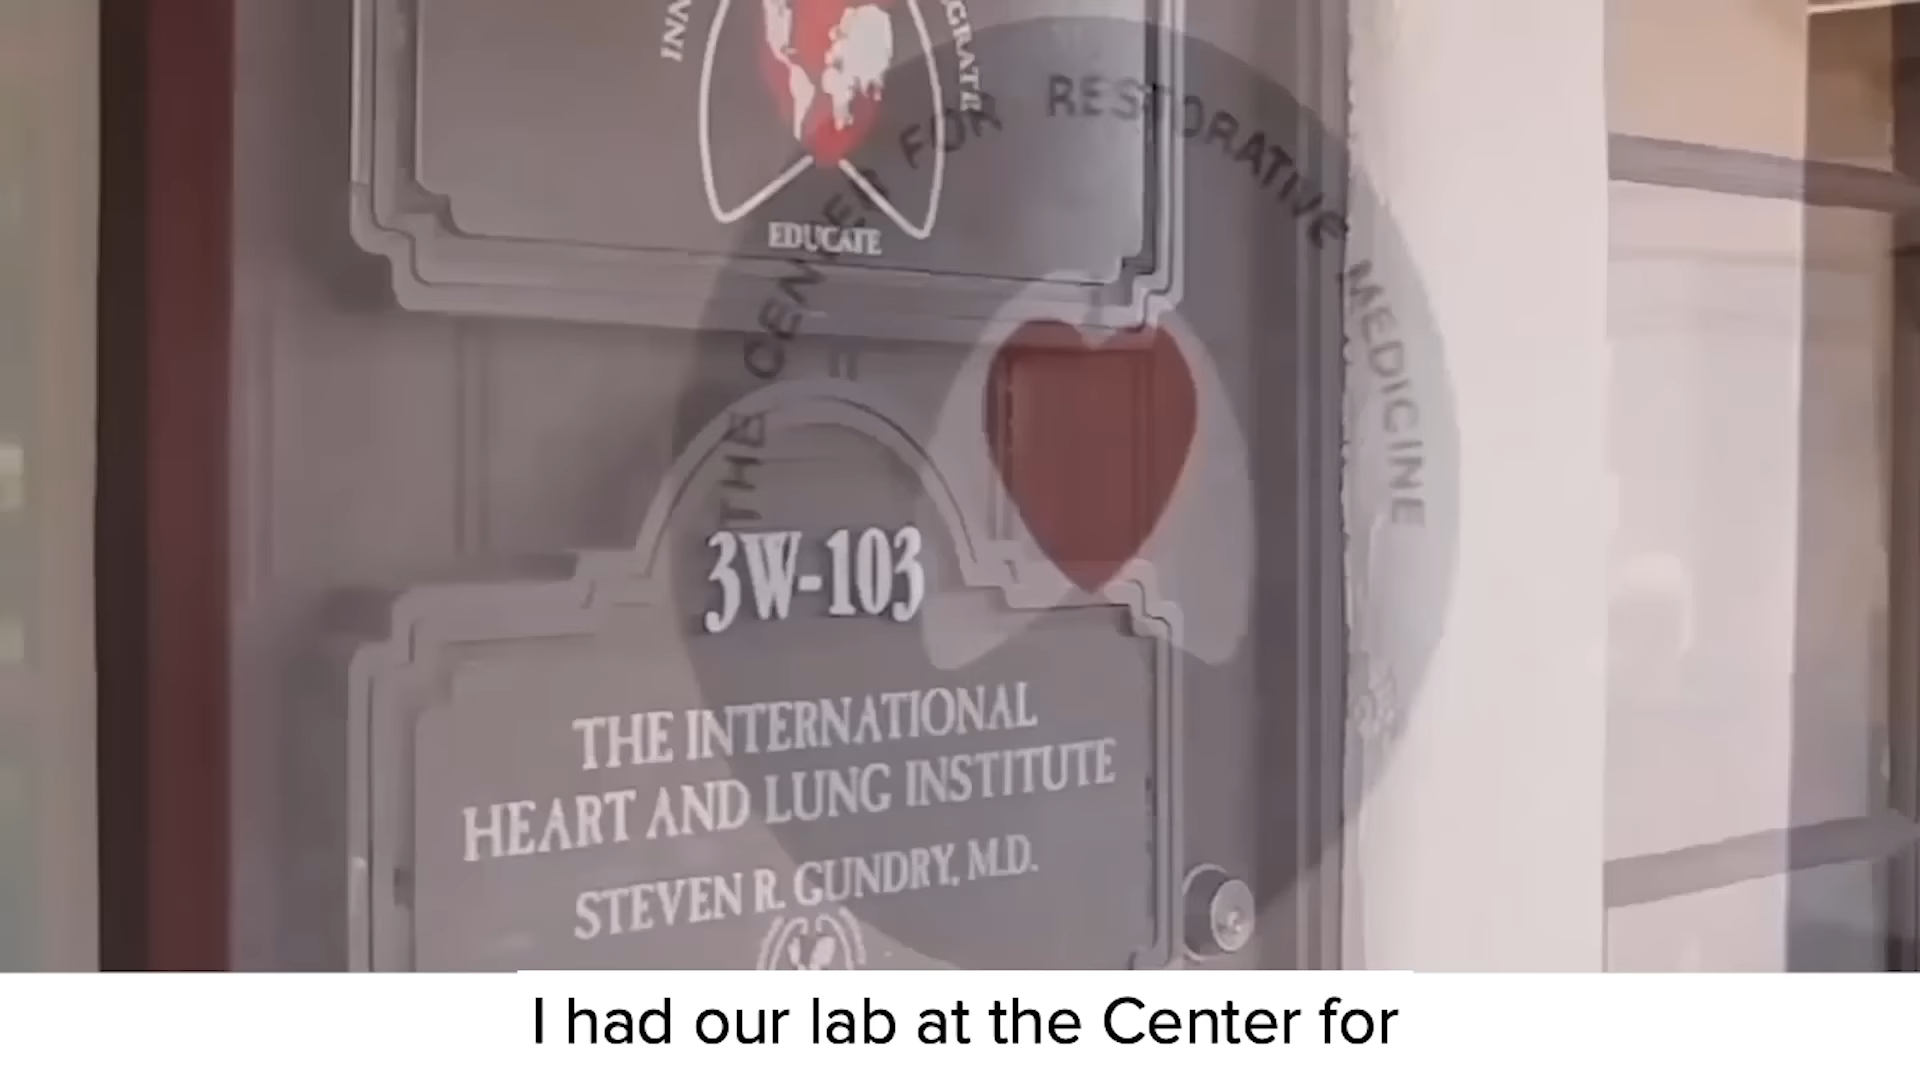 EDUCATE
THE CENTER FOR RESTORATIVE MEDICINE
3W-103
THE INTERNATIONAL
HEART AND LUNG INSTITUTE
STEVEN R. GUNDRY, M.D.
I had our lab at the Center for